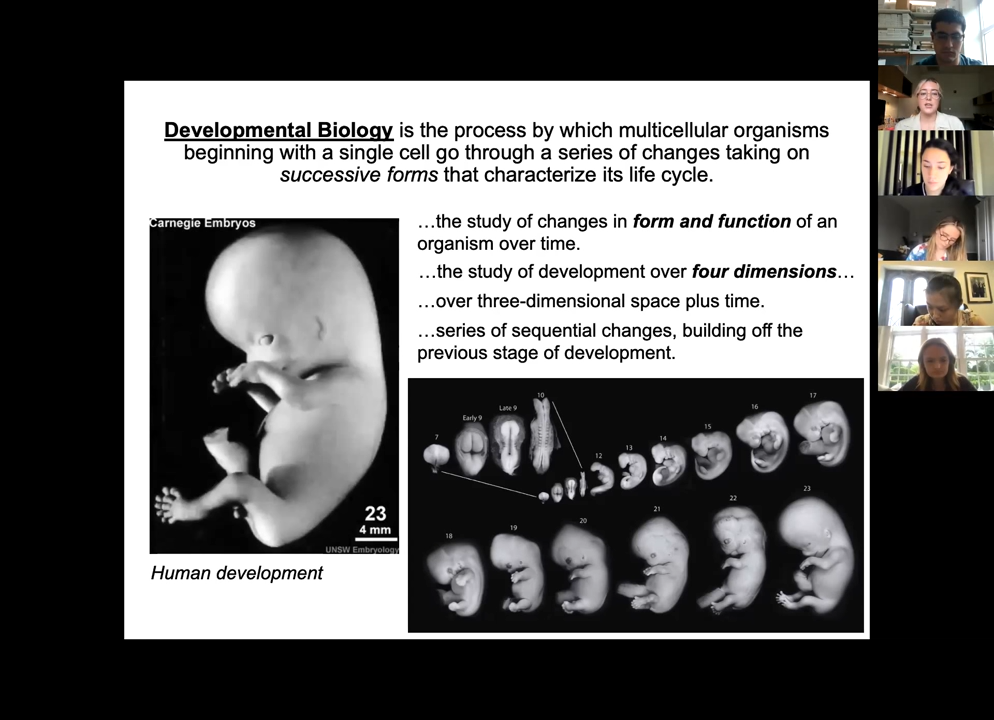 Developmental Biology is the process by which multicellular organisms
beginning with a single cell go through a series of changes taking on
successive forms that characterize its life cycle.
Carnegie Embryos
23
4 mm
UNSW Embryology
Human development
…the study of changes in form and function of an
organism over time.
…the study of development over four dimensions…
…over three-dimensional space plus time.
…series of sequential changes, building off the
previous stage of development.
7
Early 9
Late 9
10
12
13
14
15
16
17
18
19
20
21
22
23